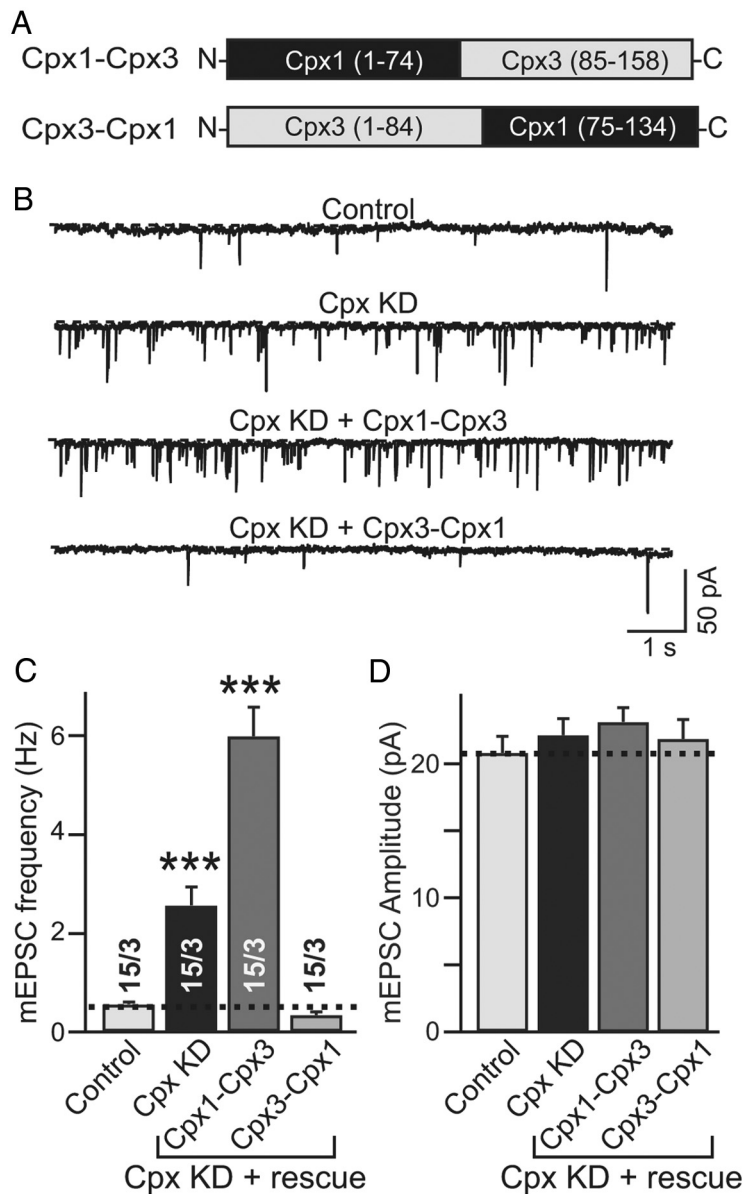 A
Cpx1-Cpx3 N- Cpx1 (1-74) Cpx3 (85-158) -C
Cpx3-Cpx1 N- Cpx3 (1-84) Cpx1 (75-134) -C
B
Control
Cpx KD
Cpx KD + Cpx1-Cpx3
Cpx KD + Cpx3-Cpx1
50 pA
1 s
C
mEPSC frequency (Hz)
6
4
2
0
***
***
15/3
15/3
15/3
15/3
Control
Cpx KD
Cpx1-Cpx3
Cpx3-Cpx1
Cpx KD + rescue
D
mEPSC Amplitude (pA)
20
10
0
Control
Cpx KD
Cpx1-Cpx3
Cpx3-Cpx1
Cpx KD + rescue